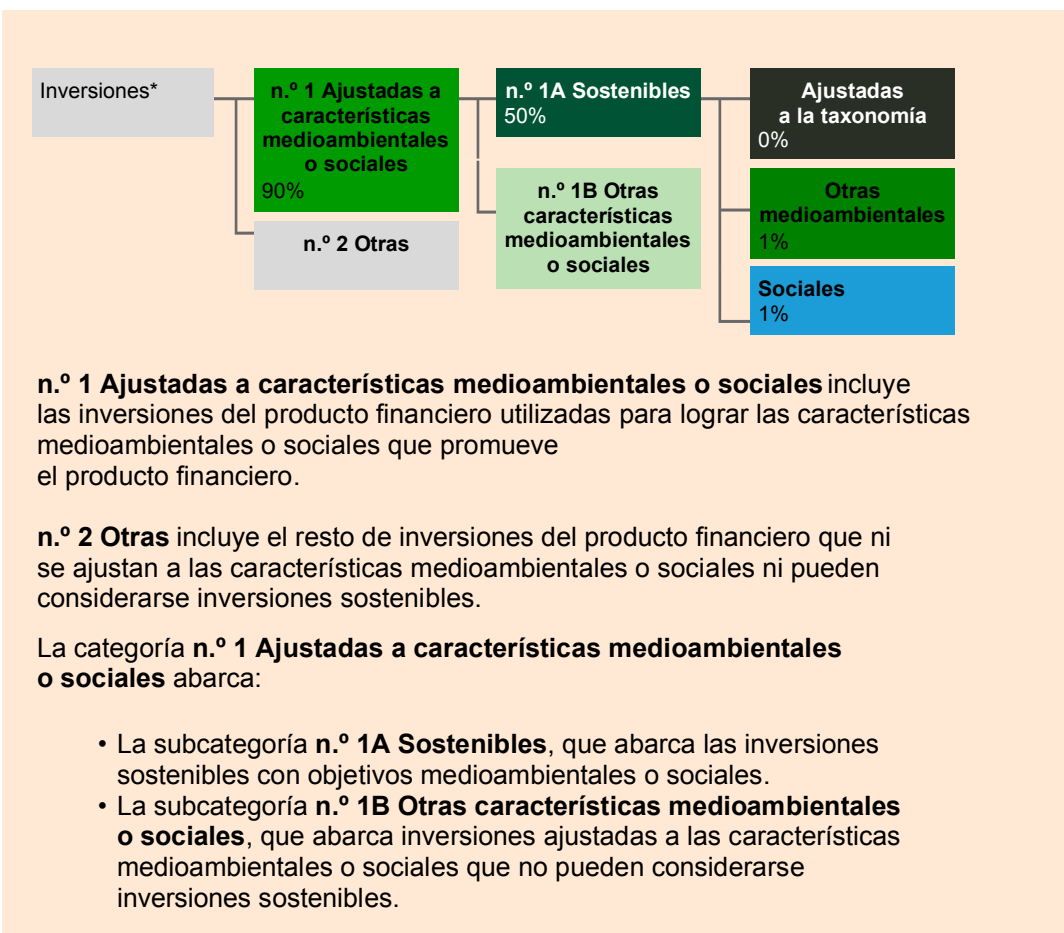 Inversiones*
n.º 1 Ajustadas a
características
medioambientales
o sociales
90%
n.º 2 Otras
n.º 1A Sostenibles
50%
n.º 1B Otras
características
medioambientales
o sociales
Ajustadas
a la taxonomía
0%
Otras
medioambientales
1%
Sociales
1%
n.º 1 Ajustadas a características medioambientales o sociales incluye
las inversiones del producto financiero utilizadas para lograr las características
medioambientales o sociales que promueve
el producto financiero.
n.º 2 Otras incluye el resto de inversiones del producto financiero que ni
se ajustan a las características medioambientales o sociales ni pueden
considerarse inversiones sostenibles.
La categoría n.º 1 Ajustadas a características medioambientales
o sociales abarca:
• La subcategoría n.º 1A Sostenibles, que abarca las inversiones
sostenibles con objetivos medioambientales o sociales.
• La subcategoría n.º 1B Otras características medioambientales
o sociales, que abarca inversiones ajustadas a las características
medioambientales o sociales que no pueden considerarse
inversiones sostenibles.